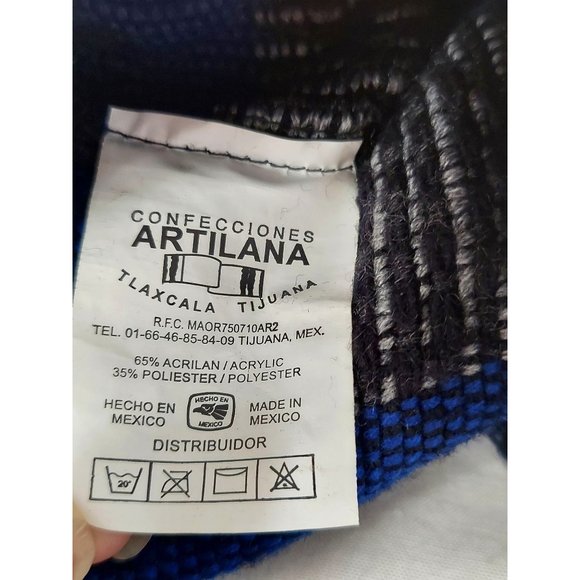 CONFECCIONES
ARTILANA
TLAXCALA TIJUANA
R.F.C. MAOR750710AR2
TEL. 01-66-46-85-84-09 TIJUANA, MEX.
65% ACRILAN / ACRYLIC
35% POLIESTER / POLYESTER
HECHO EN MEXICO
HECHO EN MEXICO
MADE IN MEXICO
DISTRIBUIDOR
20°